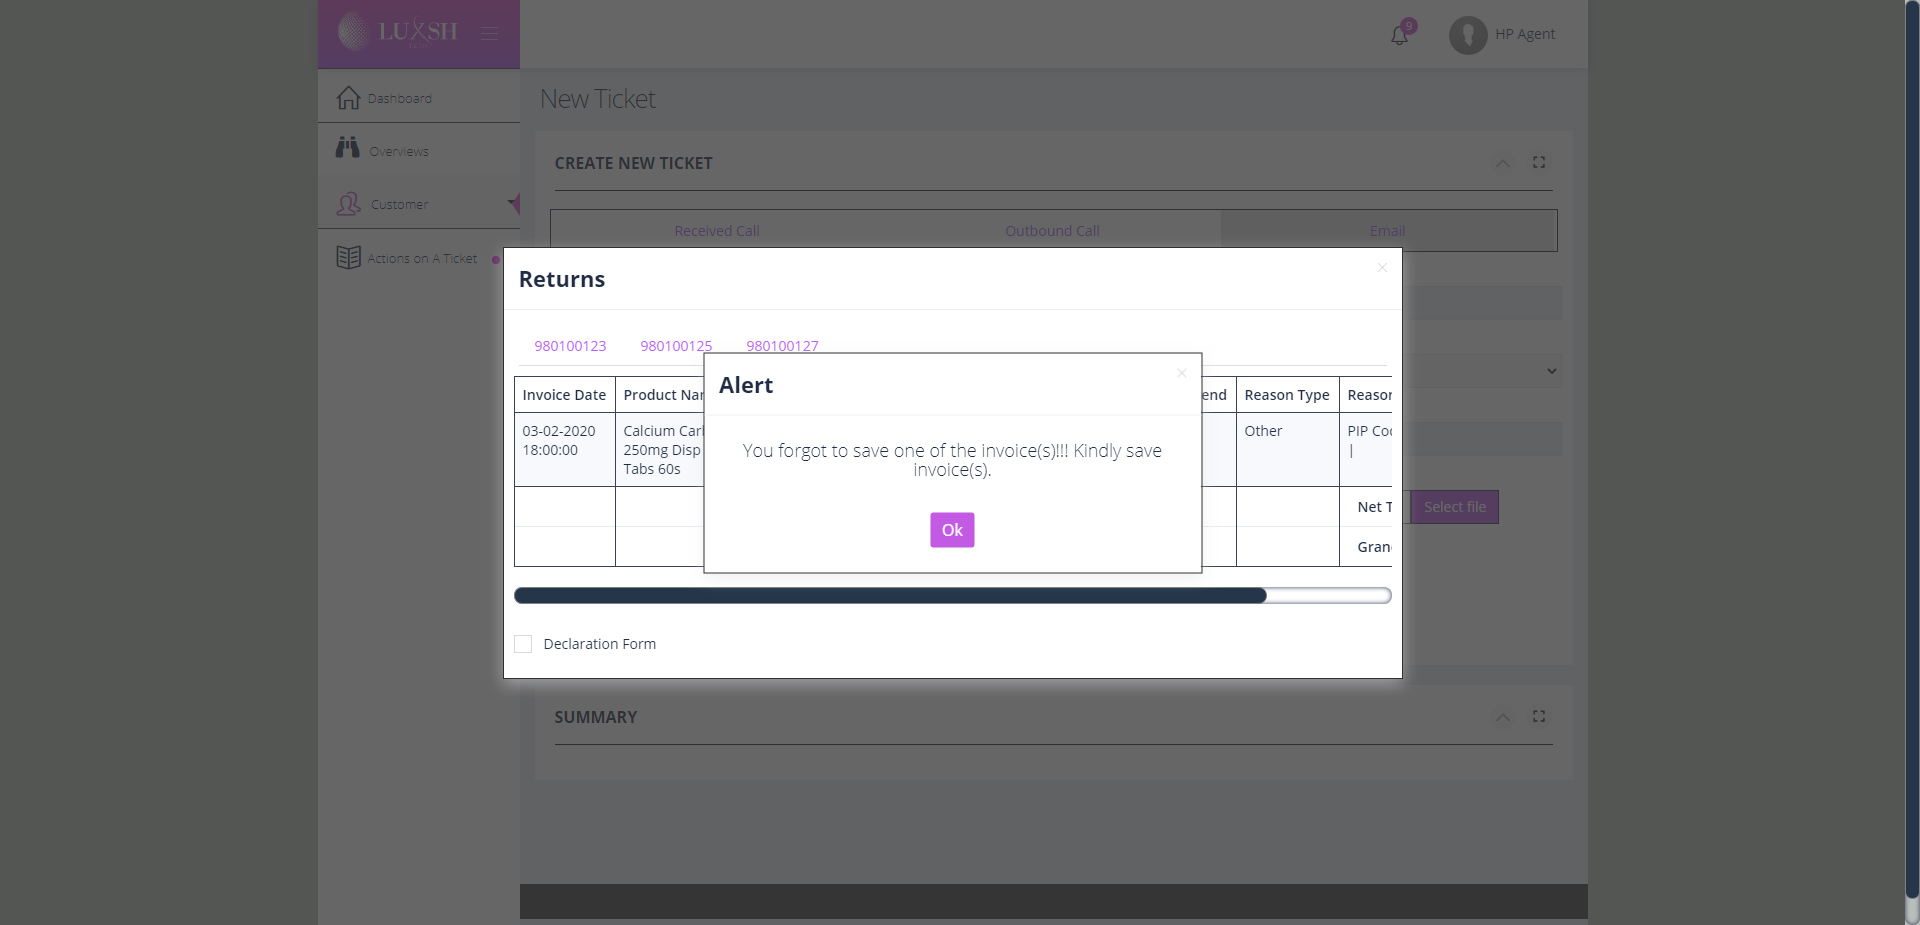 LUXSH
9
HP Agent
Dashboard
Overviews
Customer
Actions on A Ticket
New Ticket
CREATE NEW TICKET
Received Call
Outbound Call
Email
Returns
×
980100123
980100125
980100127
Invoice Date
Product Nar
end
Reason Type
Reason
03-02-2020
18:00:00
Calcium Carl
250mg Disp
Tabs 60s
Other
PIP Coc
|
Net T
Gran
Alert
×
You forgot to save one of the invoice(s)!!! Kindly save
invoice(s).
Ok
Select file
Declaration Form
SUMMARY